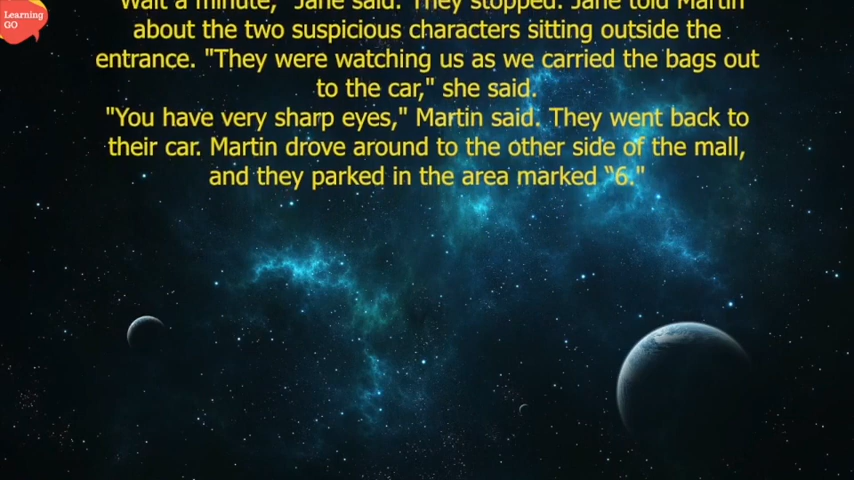 Learning
GO
Wait a minute," Jane said. They stopped. Jane told Martin
about the two suspicious characters sitting outside the
entrance. "They were watching us as we carried the bags out
to the car," she said.
"You have very sharp eyes," Martin said. They went back to
their car. Martin drove around to the other side of the mall,
and they parked in the area marked “6."